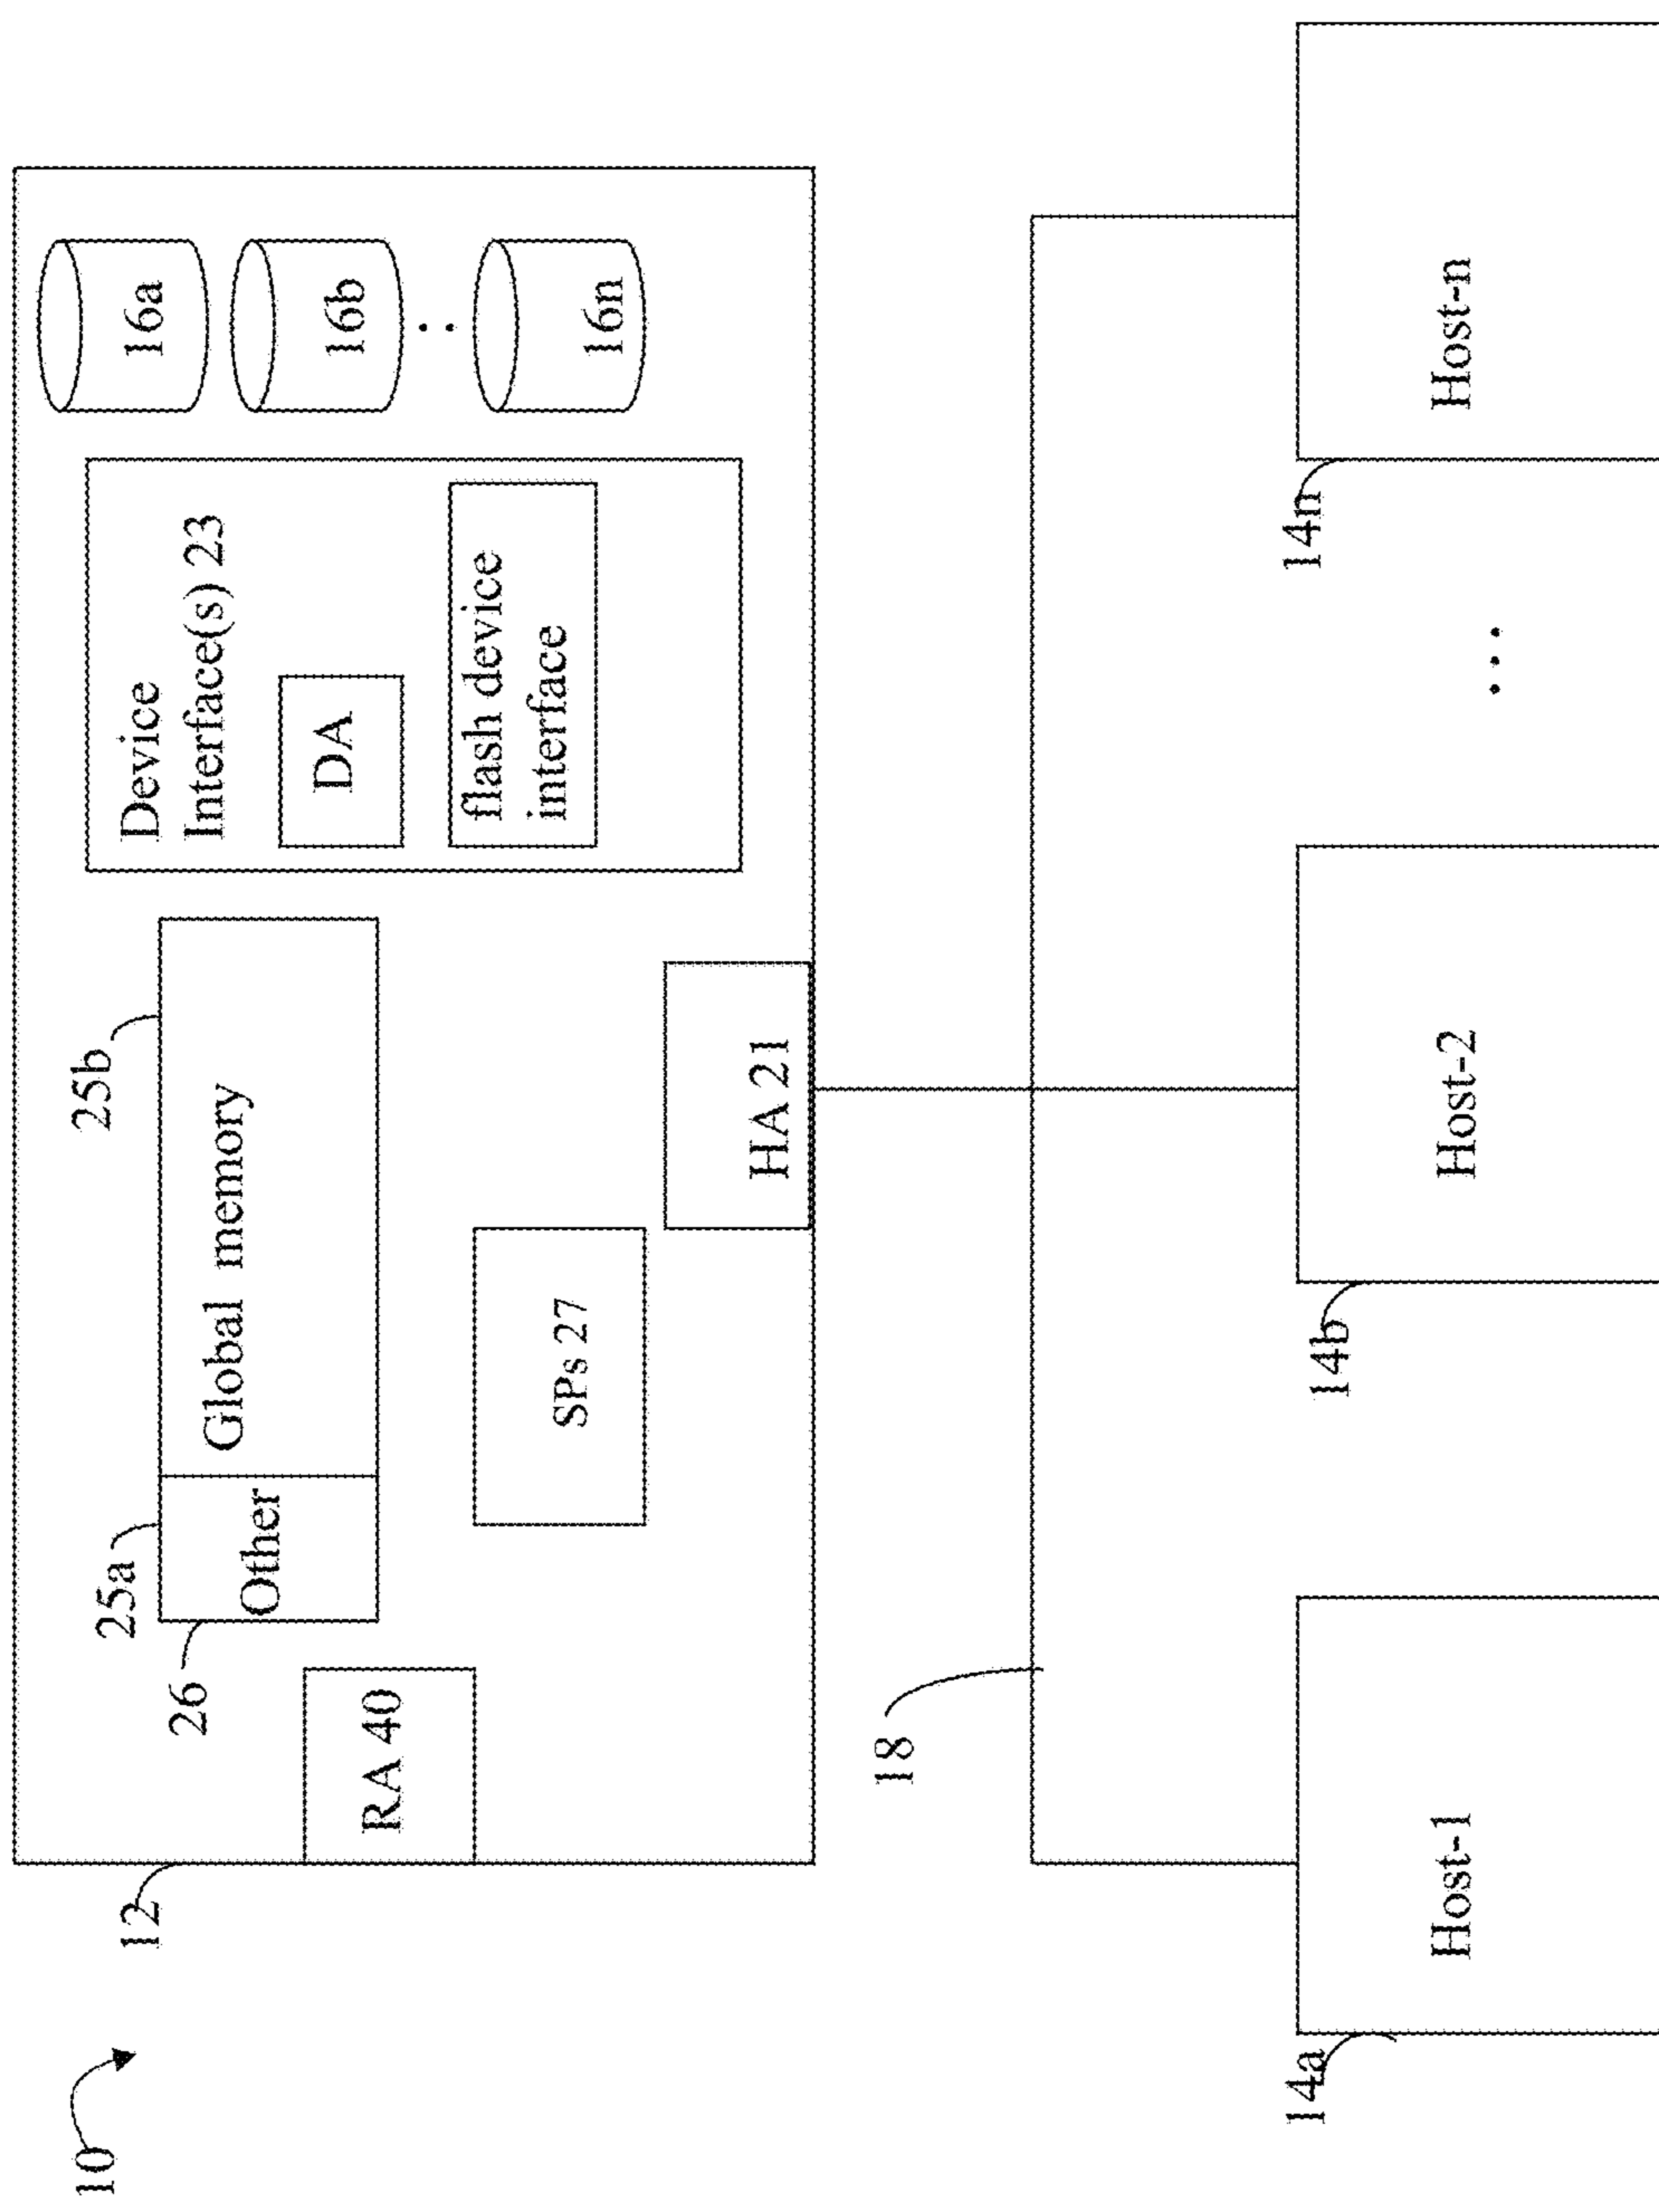 10
12
RA 40
26
25a
25b
Other
Global memory
SPs 27
HA 21
Device
Interface(s) 23
DA
flash device
interface
16a
16b
16n
18
14a
Host-1
14b
Host-2
14n
Host-n